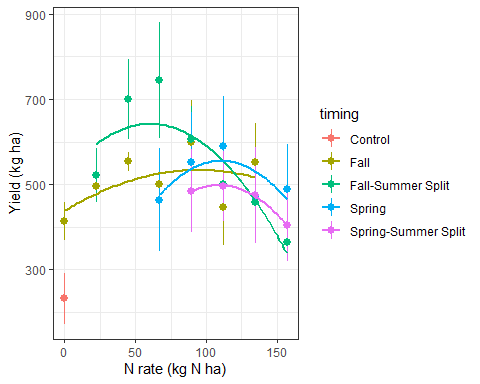 900
700
500
300
Yield (kg ha)
0
50
100
150
N rate (kg N ha)
timing
Control
Fall
Fall-Summer Split
Spring
Spring-Summer Split